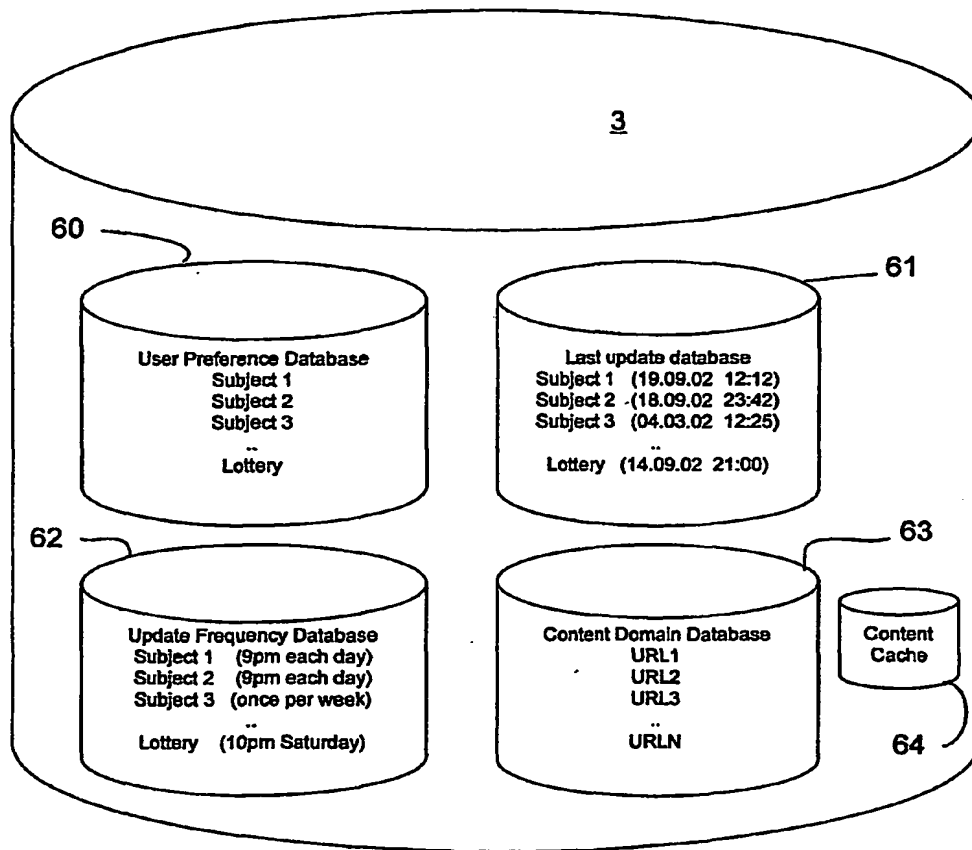 3
60
61
User Preference Database
Subject 1
Subject 2
Subject 3
..
Lottery
Last update database
Subject 1 (19.09.02 12:12)
Subject 2 (18.09.02 23:42)
Subject 3 (04.03.02 12:25)
..
Lottery (14.09.02 21:00)
62
63
Update Frequency Database
Subject 1 (9pm each day)
Subject 2 (9pm each day)
Subject 3 (once per week)
..
Lottery (10pm Saturday)
Content Domain Database
URL1
URL2
URL3
..
URLN
Content
Cache
64